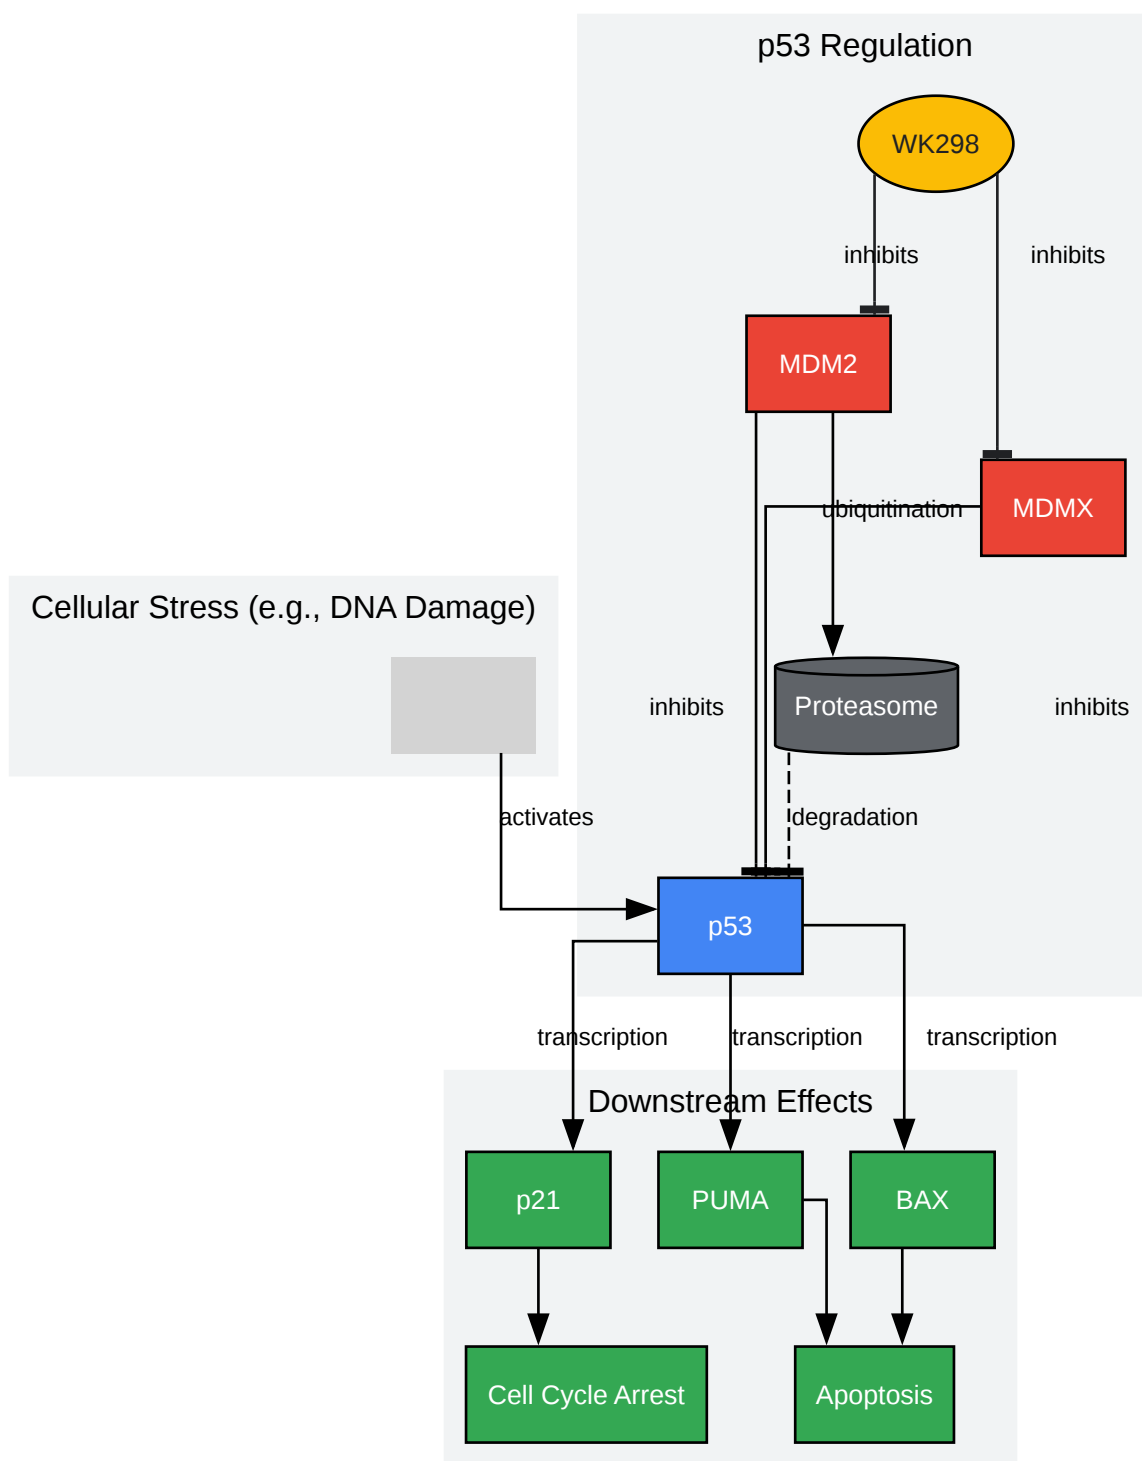 p53 Regulation
WK298
inhibits
inhibits
MDM2
ubiquitination
MDMX
Cellular Stress (e.g., DNA Damage)
inhibits
Proteasome
inhibits
activates
degradation
p53
transcription
transcription
transcription
Downstream Effects
p21
PUMA
BAX
Cell Cycle Arrest
Apoptosis